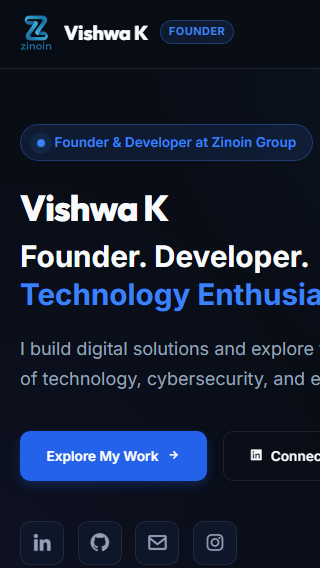 zinoin
Vishwa K
FOUNDER
Founder & Developer at Zinoin Group
Vishwa K
Founder. Developer.
Technology Enthusia
I build digital solutions and explore
of technology, cybersecurity, and e
Explore My Work →
Connec